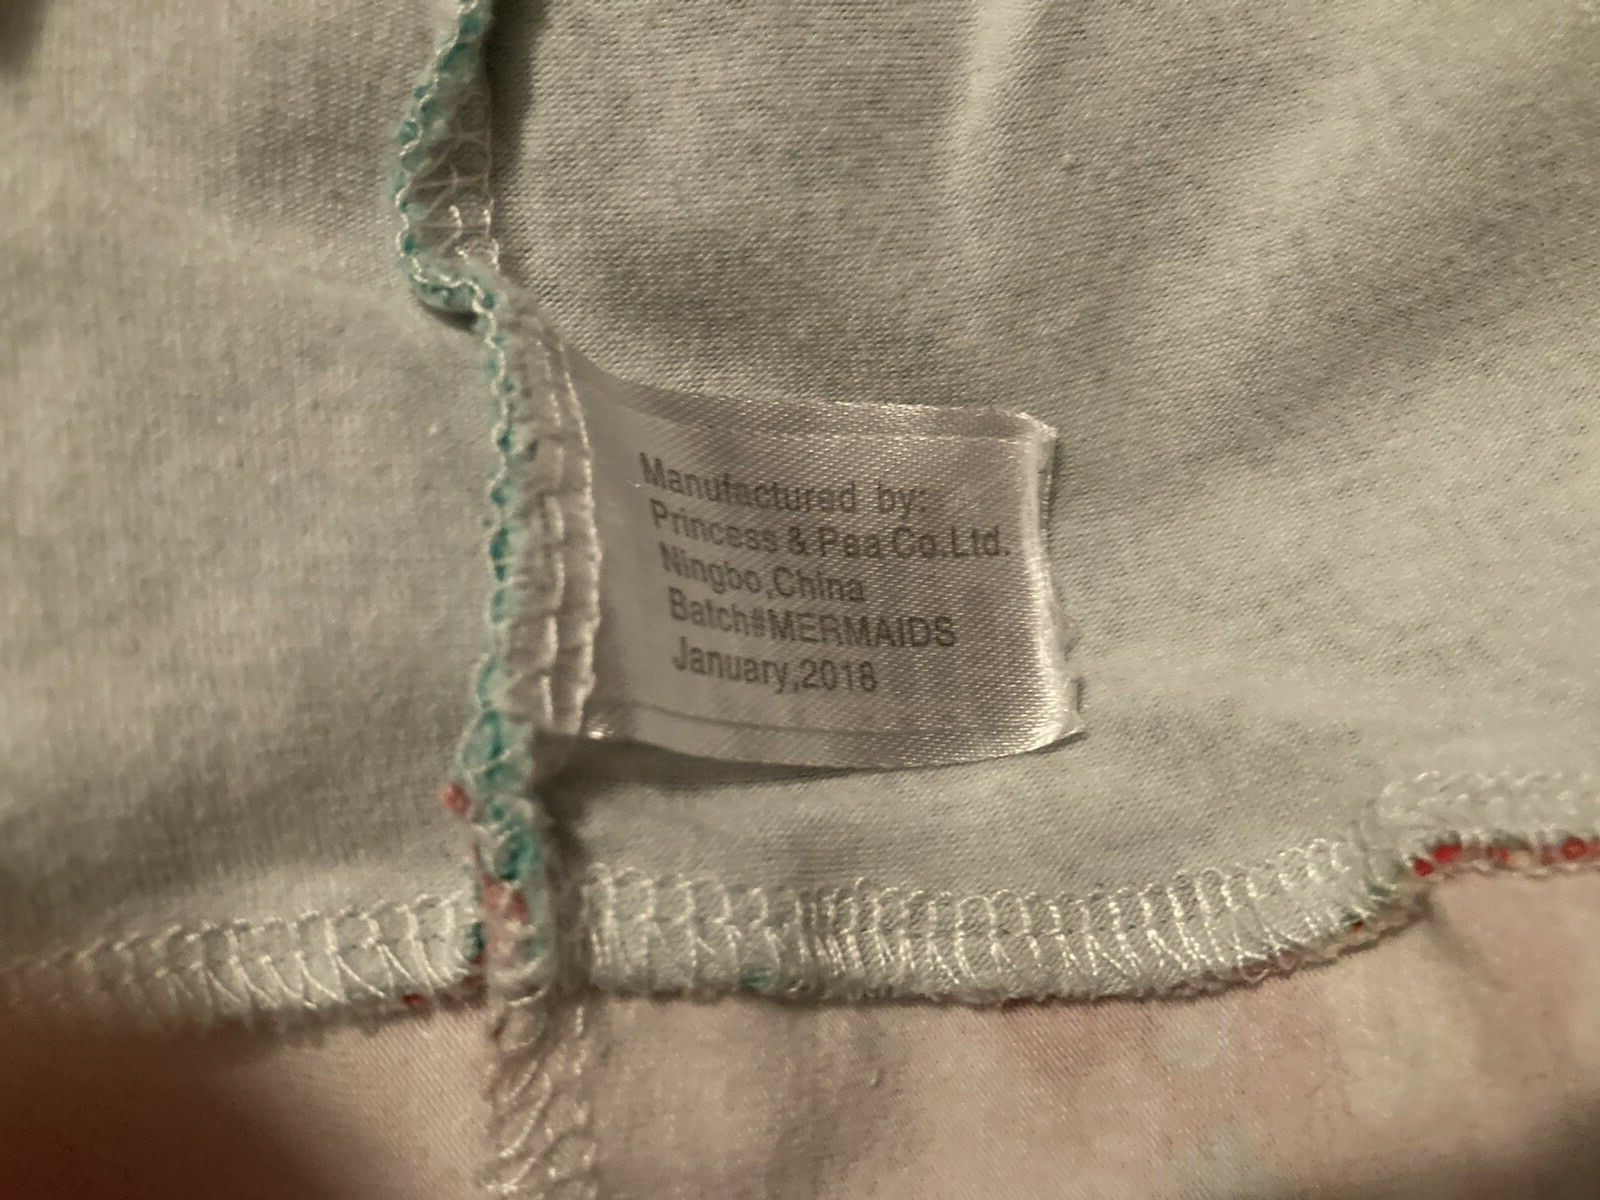 Manufactured by:
Princess & Pea Co.Ltd.
Ningbo,China
Batch#MERMAIDS
January,2018